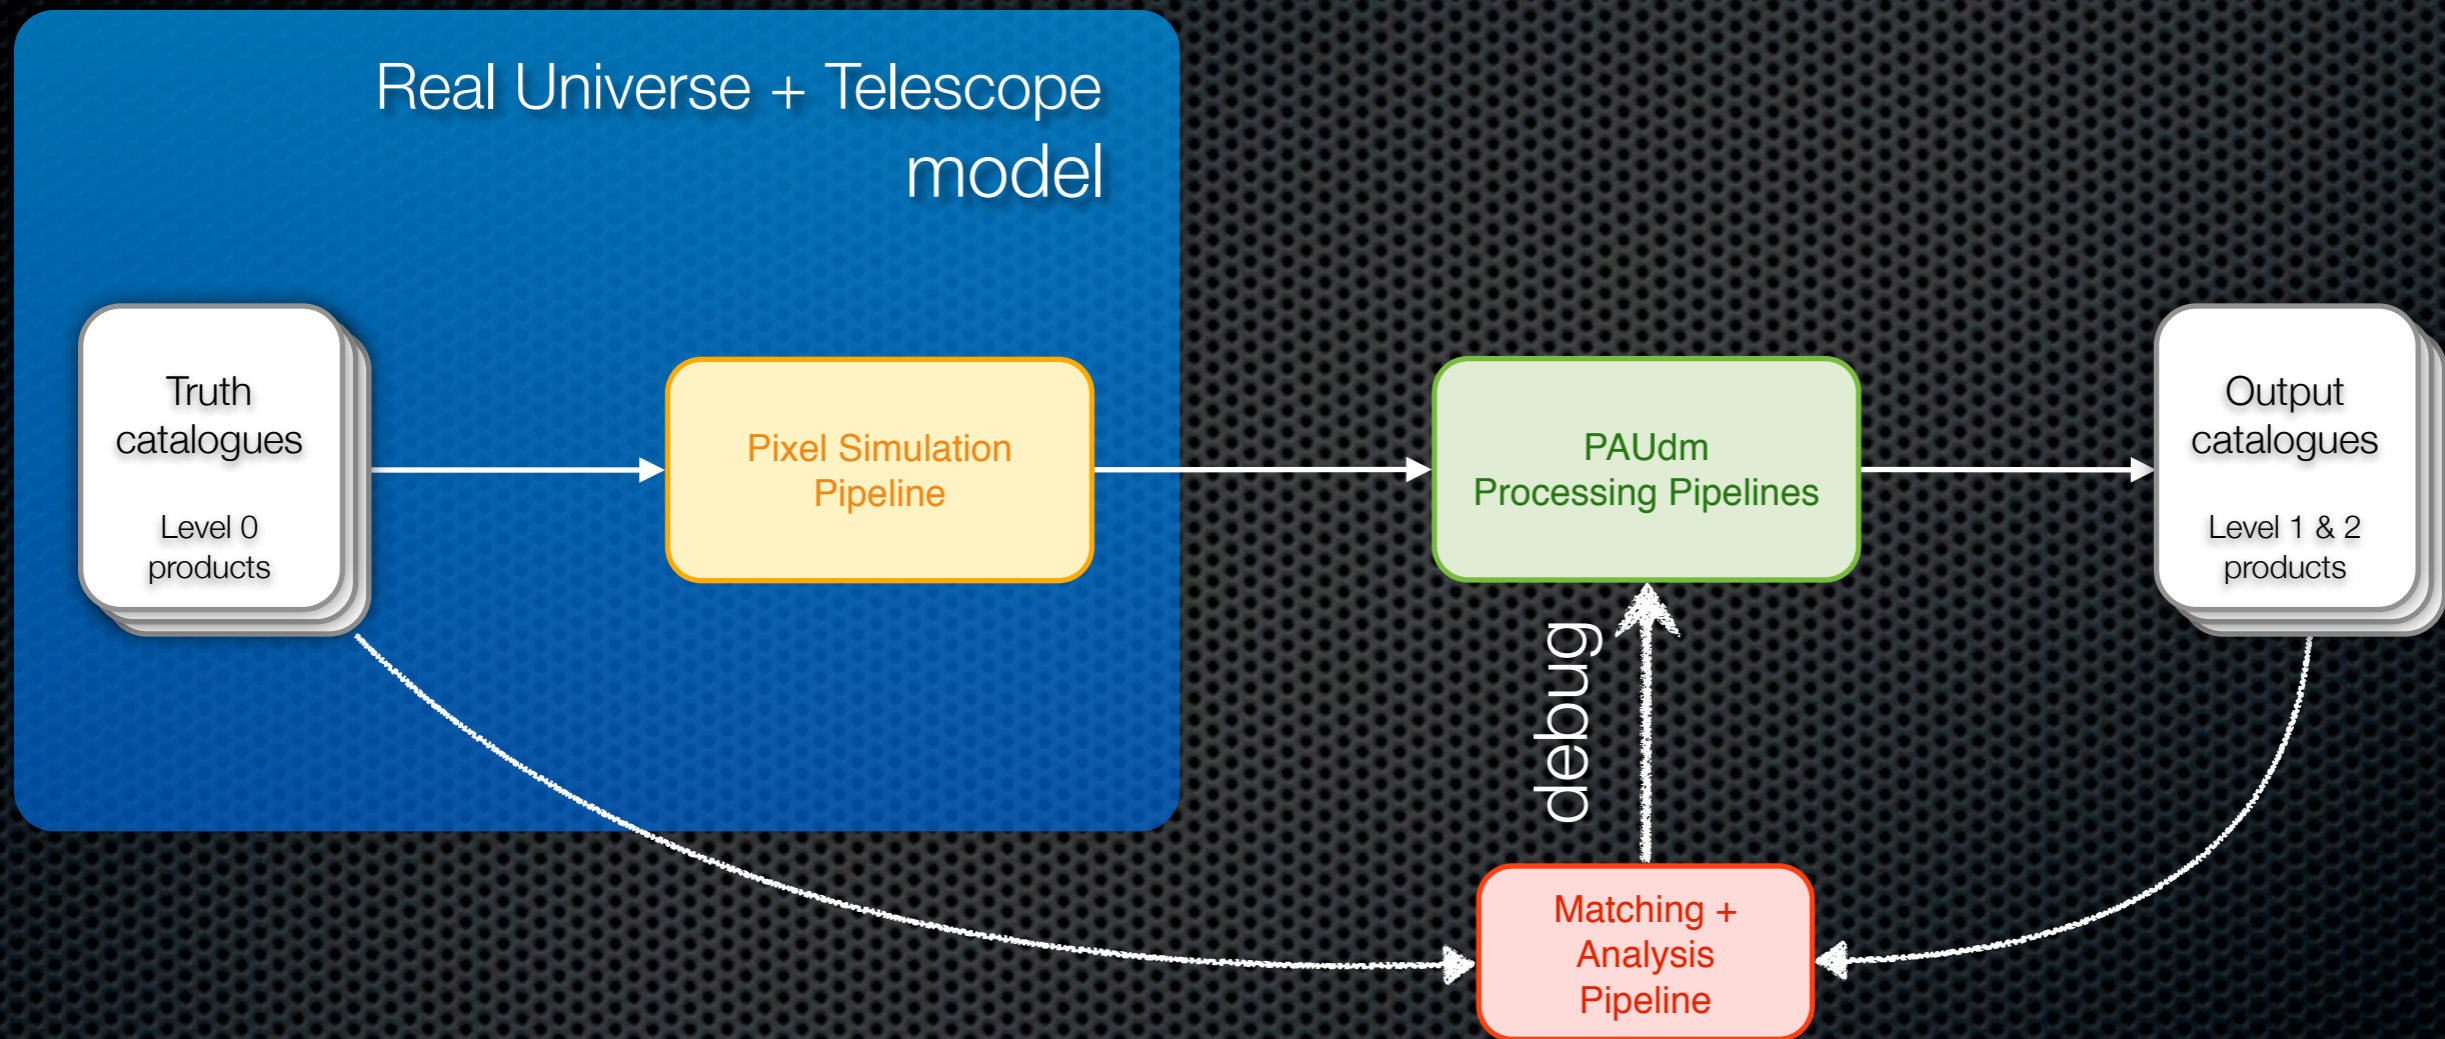 Real Universe + Telescope
model
Truth
catalogues
Level 0
products
Pixel Simulation
Pipeline
PAUdm
Processing Pipelines
Output
catalogues
Level 1 & 2
products
debug
Matching +
Analysis
Pipeline